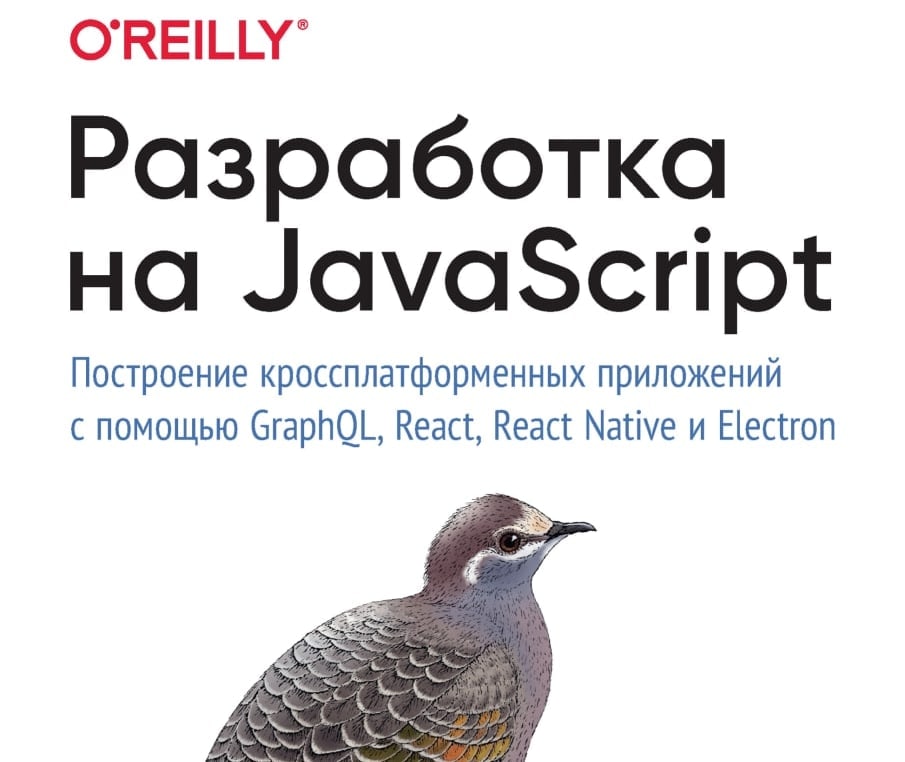 O'REILLY®
Разработка
на JavaScript
Построение кроссплатформенных приложений
с помощью GraphQL, React, React Native и Electron